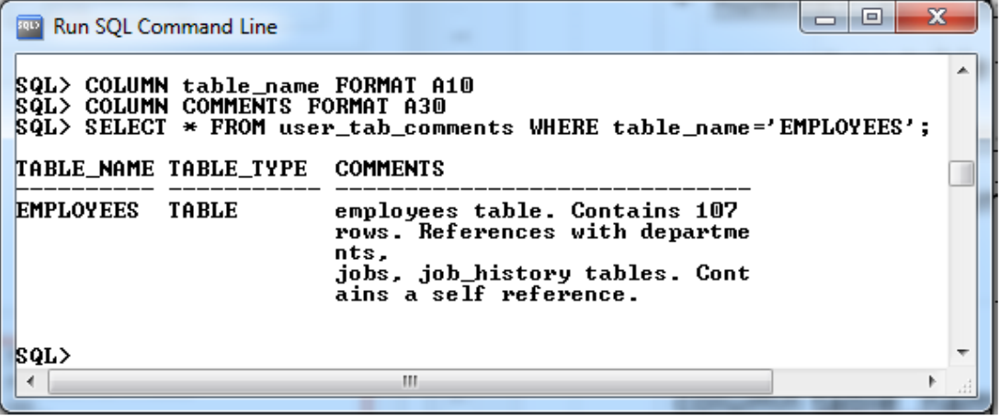 SQL> Run SQL Command Line
SQL> COLUMN table_name FORMAT A10
SQL> COLUMN COMMENTS FORMAT A30
SQL> SELECT * FROM user_tab_comments WHERE table_name='EMPLOYEES';
TABLE_NAME TABLE_TYPE COMMENTS
---------- ----------- ------------------------------
EMPLOYEES TABLE employees table. Contains 107
rows. References with departme
nts,
jobs, job_history tables. Cont
ains a self reference.
SQL>